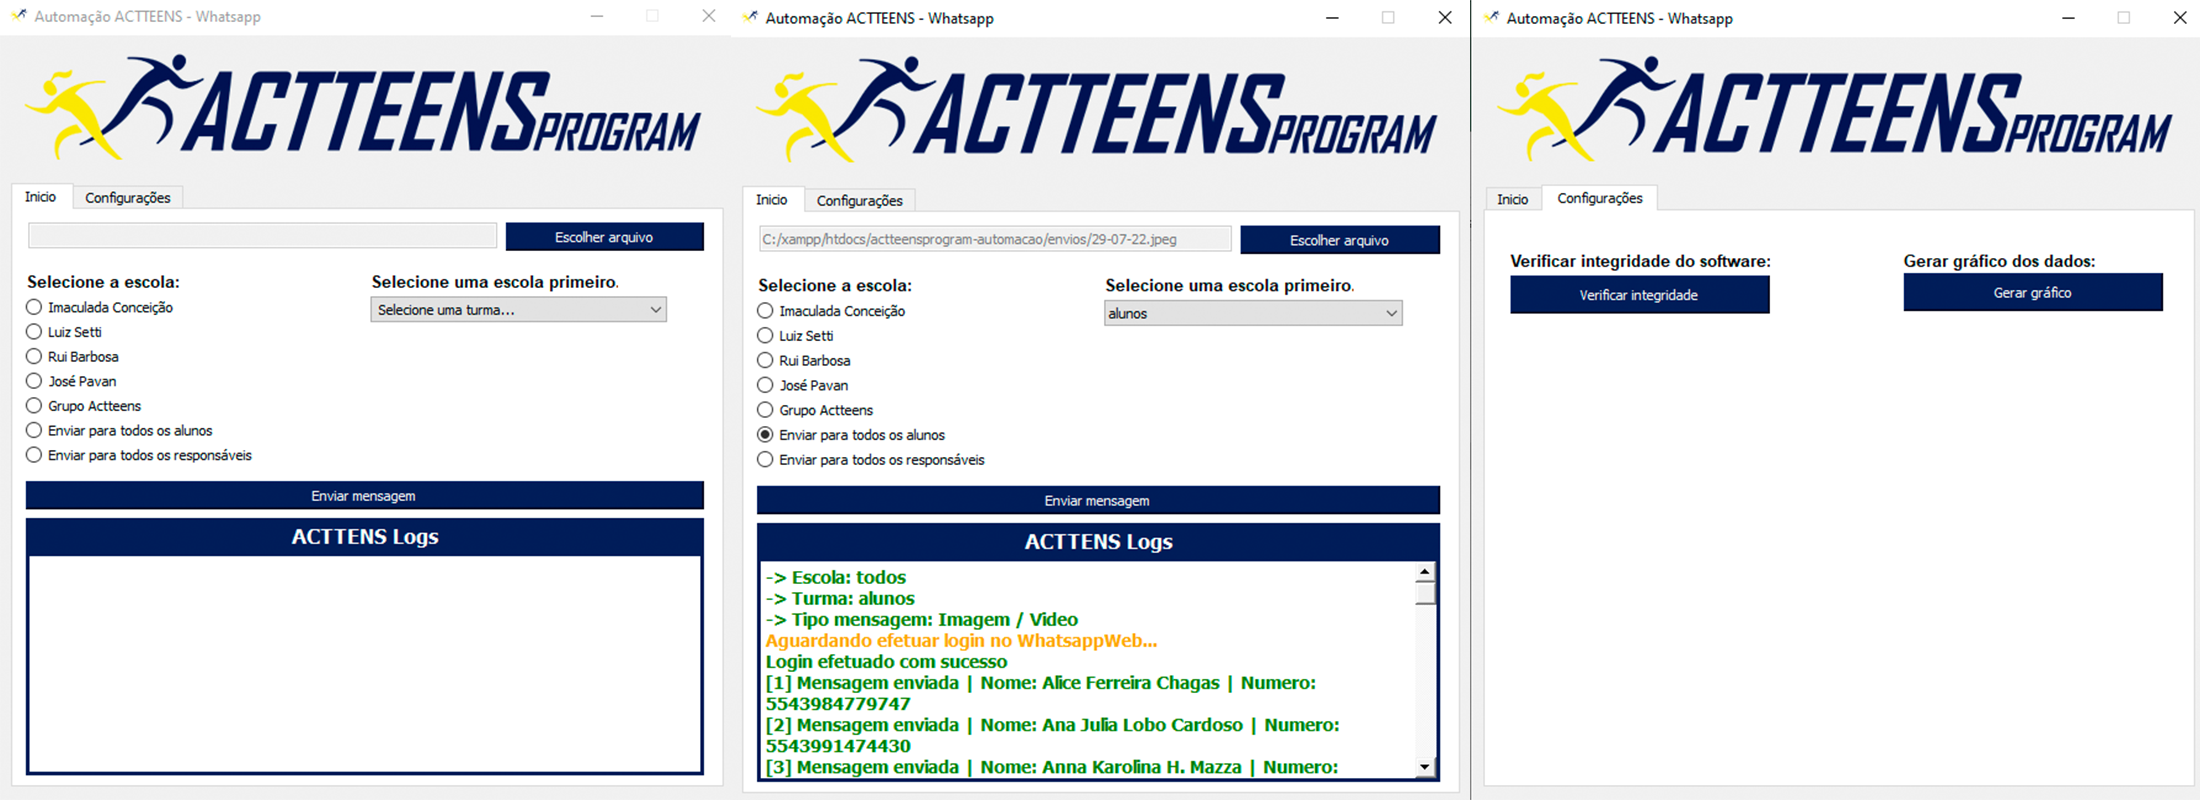 Automação ACTTEENS - Whatsapp
ACTTEENSPROGRAM
Inicio
Configurações
Escolher arquivo
Selecione a escola:
Selecione uma escola primeiro.
Imaculada Conceição
Selecione uma turma...
Luiz Setti
Rui Barbosa
José Pavan
Grupo Actteens
Enviar para todos os alunos
Enviar para todos os responsáveis
Enviar mensagem
ACTTENS Logs
Automação ACTTEENS - Whatsapp
ACTTEENSPROGRAM
Inicio
Configurações
C:/xampp/htdocs/actteensprogram-automacao/envios/29-07-22.jpeg
Escolher arquivo
Selecione a escola:
Selecione uma escola primeiro.
Imaculada Conceição
alunos
Luiz Setti
Rui Barbosa
José Pavan
Grupo Actteens
Enviar para todos os alunos
Enviar para todos os responsáveis
Enviar mensagem
ACTTENS Logs
-> Escola: todos
-> Turma: alunos
-> Tipo mensagem: Imagem / Video
Aguardando efetuar login no WhatsappWeb...
Login efetuado com sucesso
[1] Mensagem enviada | Nome: Alice Ferreira Chagas | Numero:
5543984779747
[2] Mensagem enviada | Nome: Ana Julia Lobo Cardoso | Numero:
5543991474430
[3] Mensagem enviada | Nome: Anna Karolina H. Mazza | Numero:
Automação ACTTEENS - Whatsapp
ACTTEENSPROGRAM
Inicio
Configurações
Verificar integridade do software:
Gerar gráfico dos dados:
Verificar integridade
Gerar gráfico